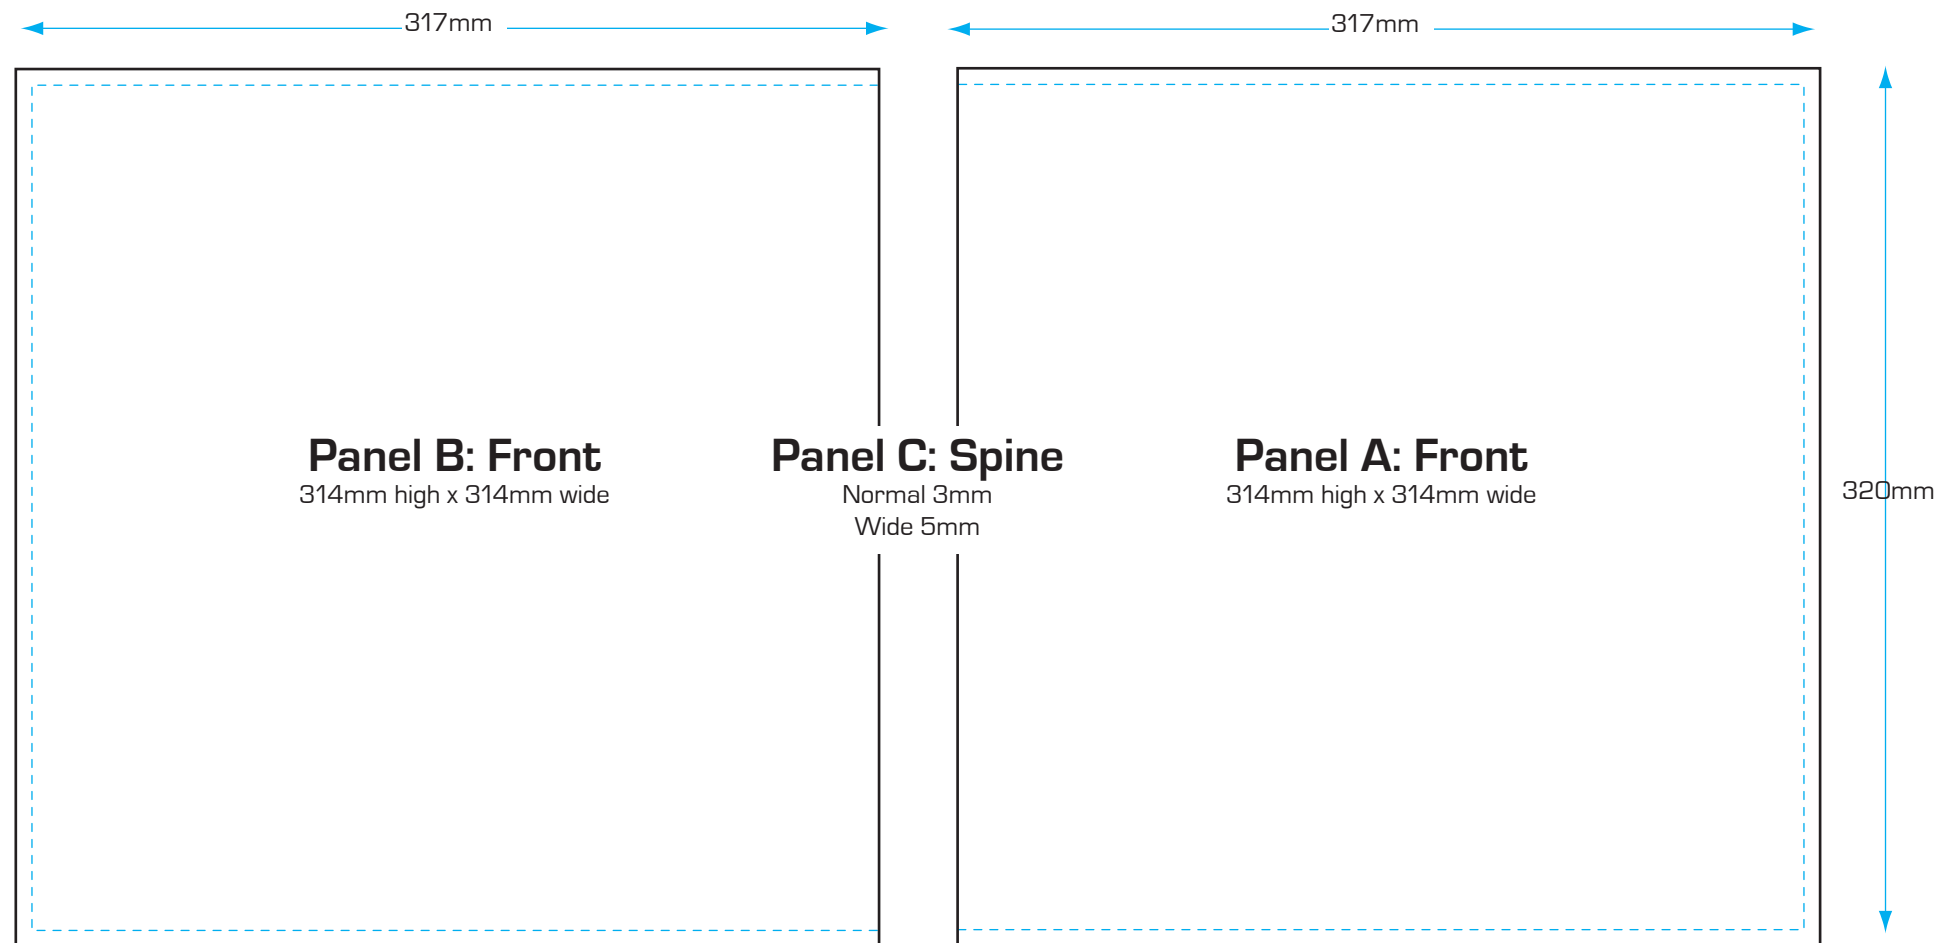 317mm
317mm
Panel B: Front
314mm high x 314mm wide
Panel C: Spine
Normal 3mm
Wide 5mm
Panel A: Front
314mm high x 314mm wide
320mm